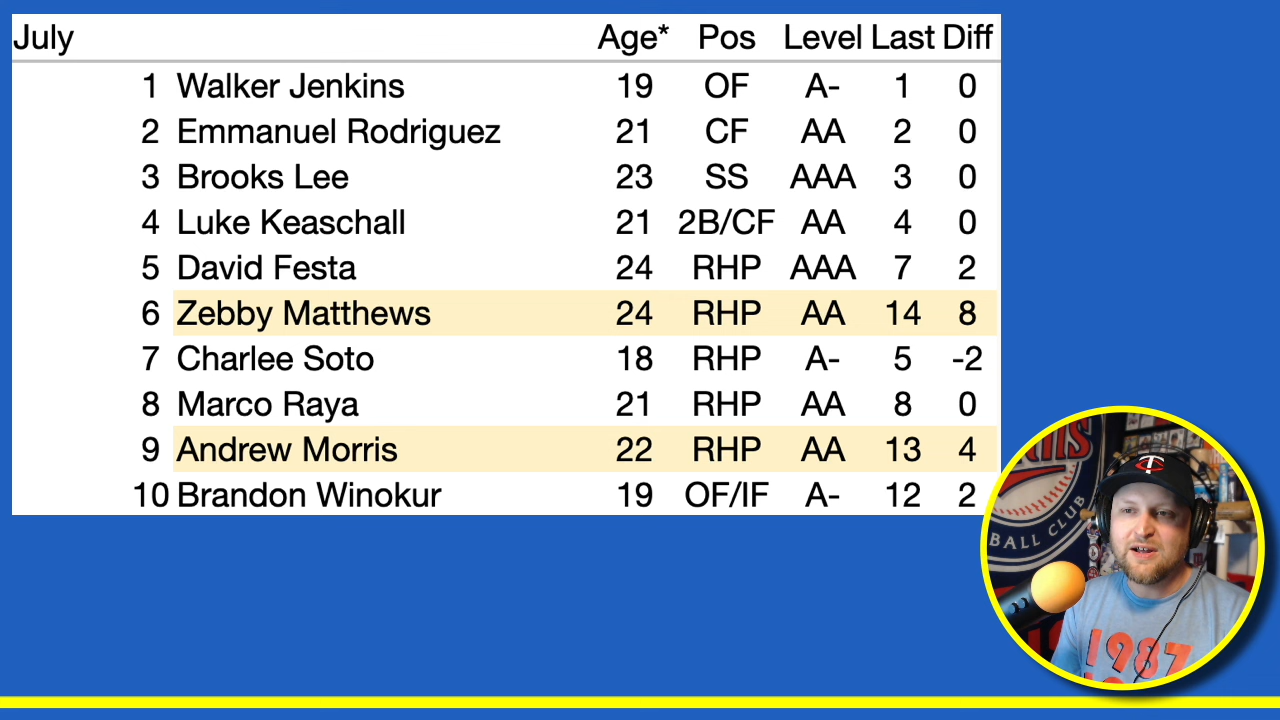 July Age* Pos Level Last Diff
1 Walker Jenkins 19 OF A- 1 0
2 Emmanuel Rodriguez 21 CF AA 2 0
3 Brooks Lee 23 SS AAA 3 0
4 Luke Keaschall 21 2B/CF AA 4 0
5 David Festa 24 RHP AAA 7 2
6 Zebby Matthews 24 RHP AA 14 8
7 Charlee Soto 18 RHP A- 5 -2
8 Marco Raya 21 RHP AA 8 0
9 Andrew Morris 22 RHP AA 13 4
10 Brandon Winokur 19 OF/IF A- 12 2
TC
BALL CLUB
1987